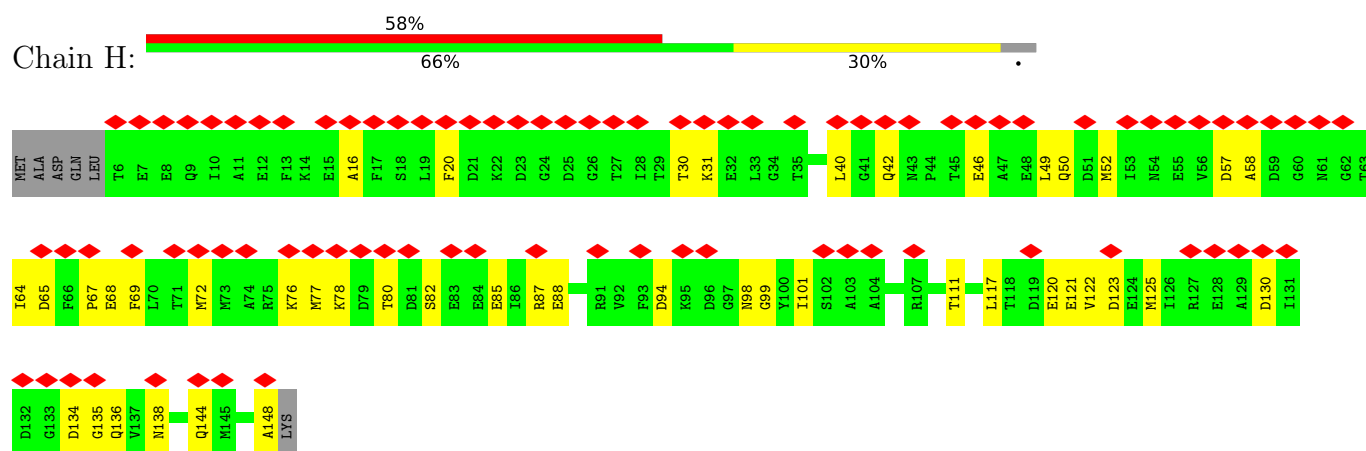 58%
Chain H:
66% 30% •
MET ALA ASP GLN LEU T6 E7 E8 Q9 I10 A11 E12 F13 K14 E15 A16 F17 S18 L19 F20 D21 K22 D23 G24 D25 G26 T27 I28 T29 T30 K31 E32 L33 G34 T35 L40 G41 Q42 N43 P44 T45 E46 A47 E48 L49 Q50 D51 M52 I53 N54 E55 V56 D57 A58 D59 G60 N61 G62 T63
I64 D65 F66 P67 E68 F69 L70 T71 M72 M73 A74 R75 K76 M77 K78 D79 T80 D81 S82 E83 E84 E85 I86 R87 E88 R91 V92 F93 D94 K95 D96 G97 N98 G99 Y100 I101 S102 A103 A104 R107 T111 L117 T118 D119 E120 E121 V122 D123 E124 M125 I126 R127 E128 A129 D130 I131
D132 G133 D134 G135 Q136 V137 N138 Q144 M145 A148 LYS